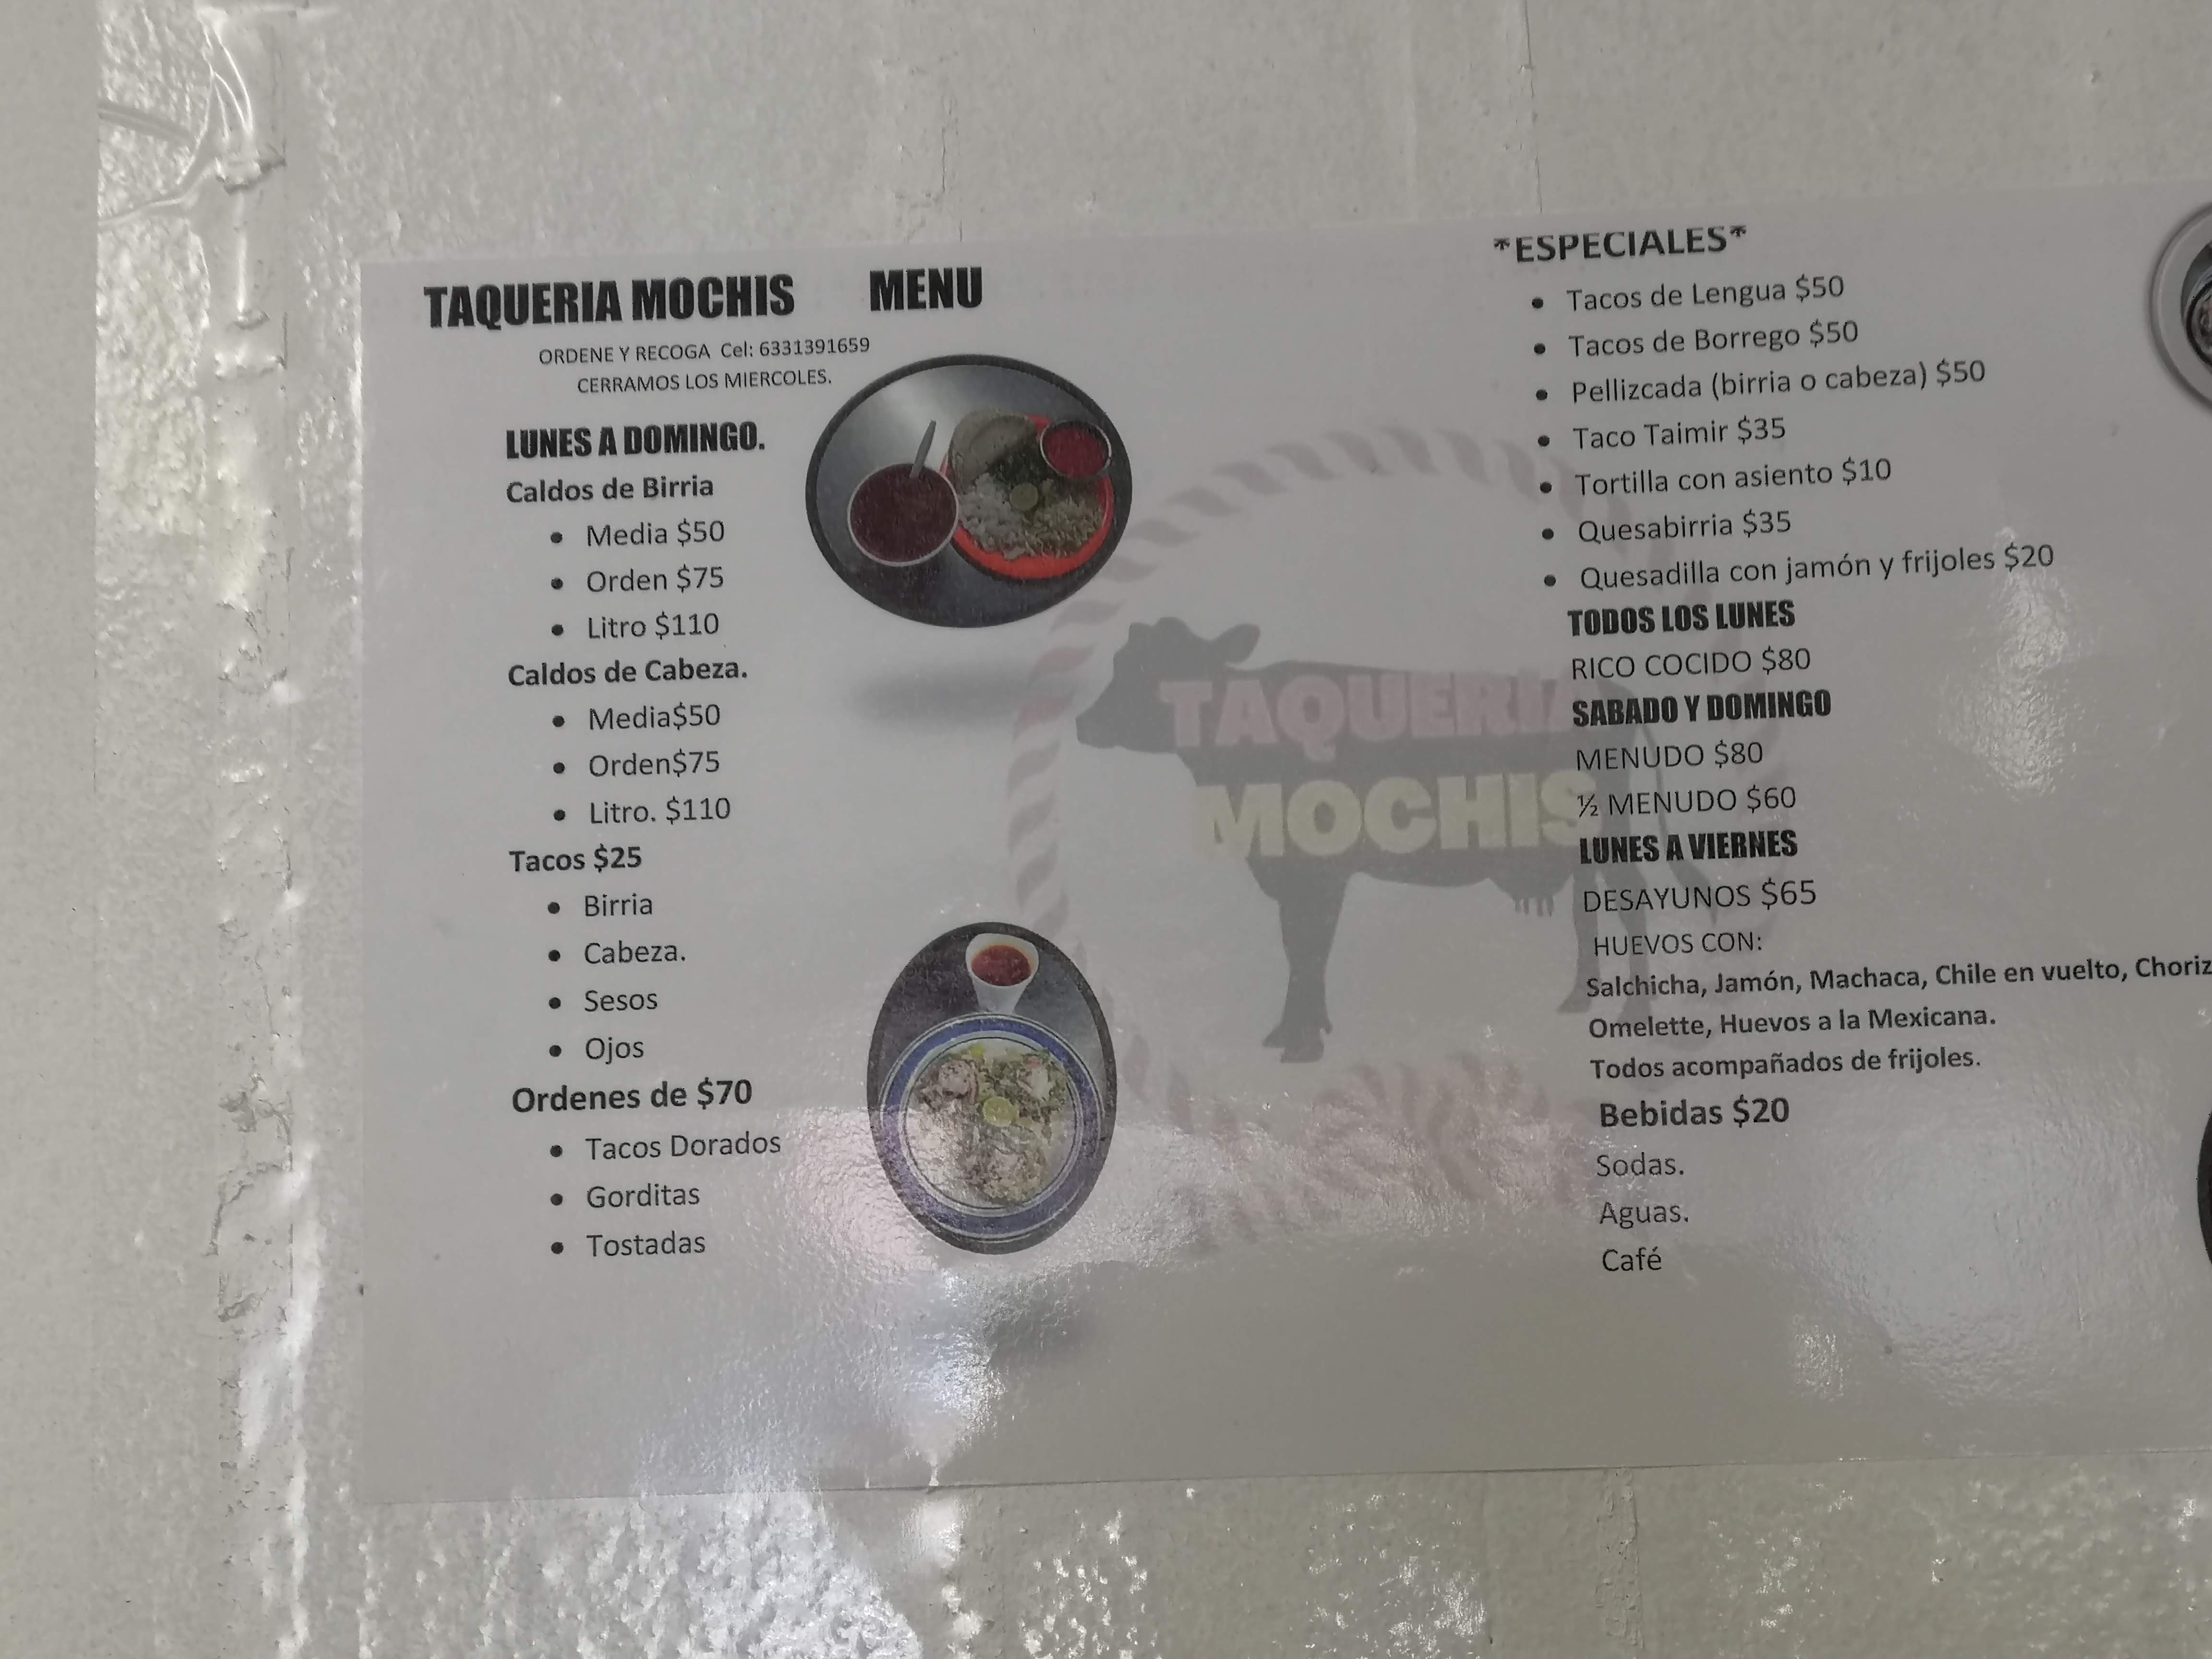 TAQUERIA MOCHIS MENU
ORDENE Y RECOGA Cel: 6331391659
CERRAMOS LOS MIERCOLES.
LUNES A DOMINGO.
Caldos de Birria
• Media $50
• Orden $75
• Litro $110
Caldos de Cabeza.
• Media$50
• Orden$75
• Litro. $110
Tacos $25
• Birria
• Cabeza.
• Sesos
• Ojos
Ordenes de $70
• Tacos Dorados
• Gorditas
• Tostadas
TAQUERIA
MOCHIS
*ESPECIALES*
• Tacos de Lengua $50
• Tacos de Borrego $50
• Pellizcada (birria o cabeza) $50
• Taco Taimir $35
• Tortilla con asiento $10
• Quesabirria $35
• Quesadilla con jamón y frijoles $20
TODOS LOS LUNES
RICO COCIDO $80
SABADO Y DOMINGO
MENUDO $80
½ MENUDO $60
LUNES A VIERNES
DESAYUNOS $65
HUEVOS CON:
Salchicha, Jamón, Machaca, Chile en vuelto, Choriz
Omelette, Huevos a la Mexicana.
Todos acompañados de frijoles.
Bebidas $20
Sodas.
Aguas.
Café